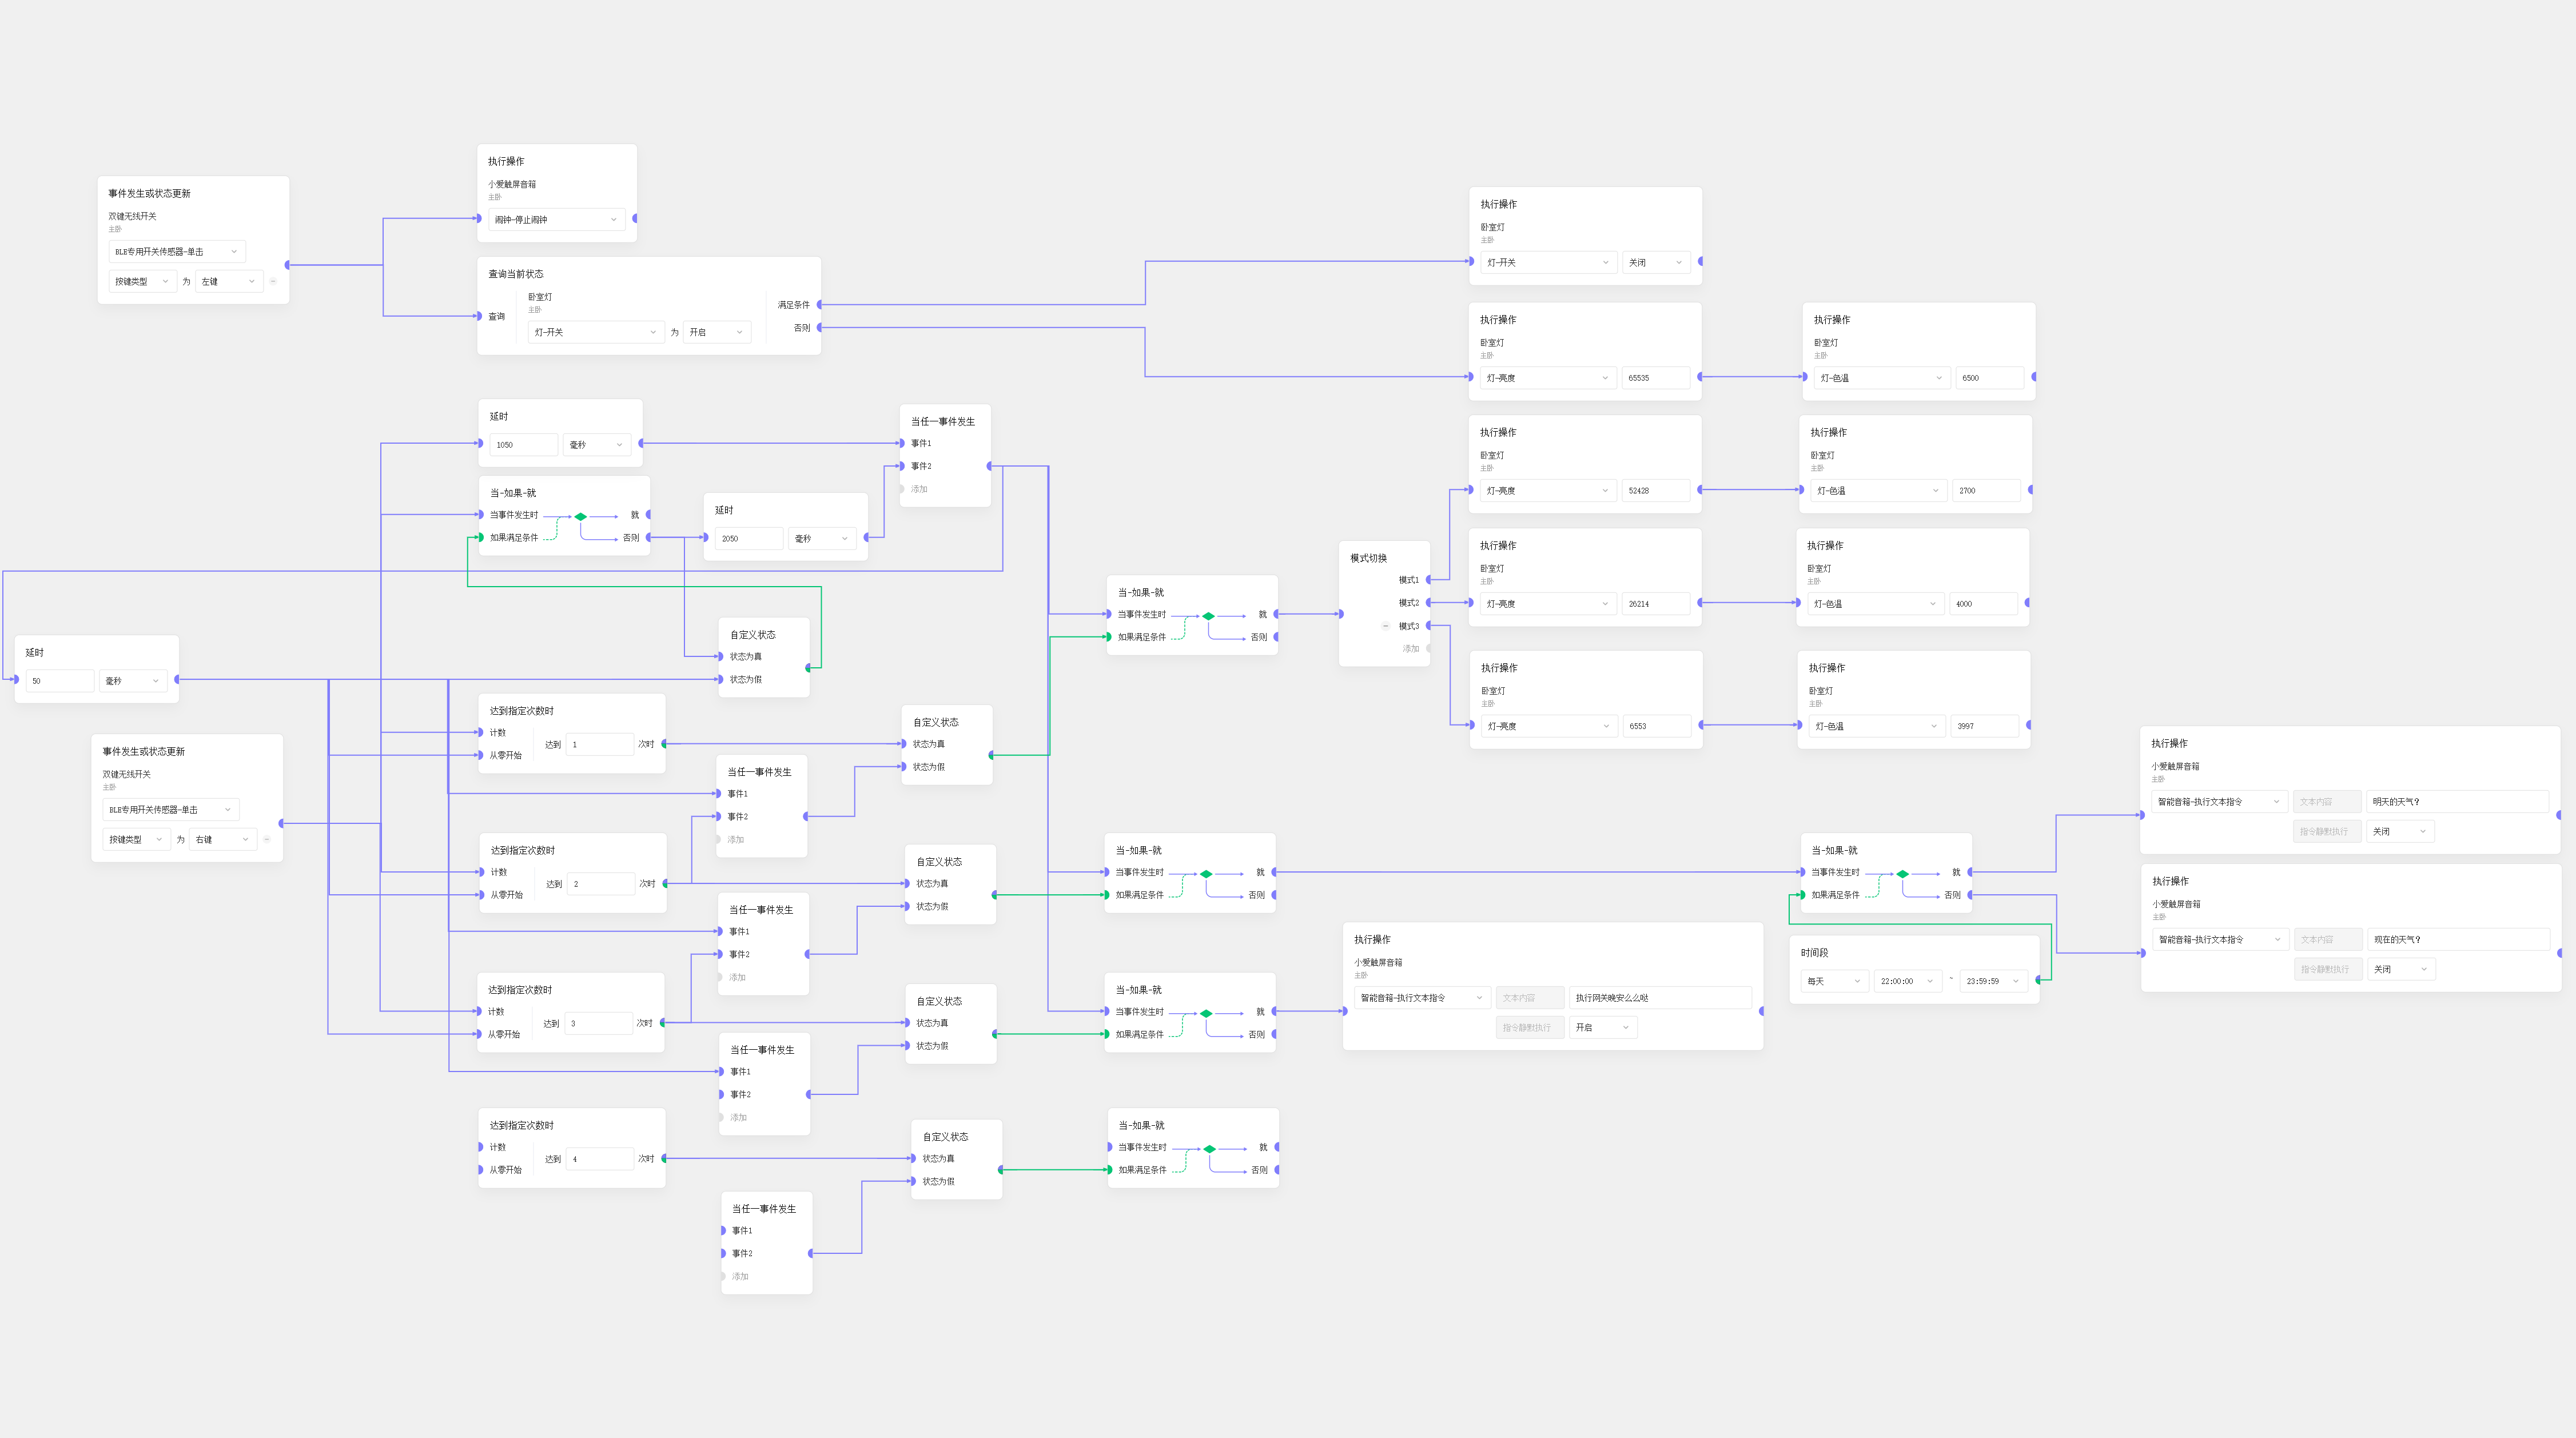 事件发生或状态更新
双键无线开关
主卧
BLE专用开关传感器-单击
按键类型 为 左键
执行操作
小爱触屏音箱
主卧
闹钟-停止闹钟
查询当前状态
卧室灯
主卧
查询
灯-开关 为 开启
满足条件
否则
执行操作
卧室灯
主卧
灯-开关 关闭
执行操作
卧室灯
主卧
灯-亮度 65535
执行操作
卧室灯
主卧
灯-色温 6500
延时
1050 毫秒
当任一事件发生
事件1
事件2
添加
当-如果-就
当事件发生时 就
如果满足条件 否则
延时
2050 毫秒
执行操作
卧室灯
主卧
灯-亮度 52428
执行操作
卧室灯
主卧
灯-色温 2700
当-如果-就
当事件发生时 就
如果满足条件 否则
模式切换
模式1
模式2
模式3
添加
执行操作
卧室灯
主卧
灯-亮度 26214
执行操作
卧室灯
主卧
灯-色温 4000
执行操作
卧室灯
主卧
灯-亮度 6553
执行操作
卧室灯
主卧
灯-色温 3997
延时
50 毫秒
自定义状态
状态为真
状态为假
事件发生或状态更新
双键无线开关
主卧
BLE专用开关传感器-单击
按键类型 为 右键
达到指定次数时
计数
从零开始
达到 1 次时
当任一事件发生
事件1
事件2
添加
自定义状态
状态为真
状态为假
达到指定次数时
计数
从零开始
达到 2 次时
当任一事件发生
事件1
事件2
添加
自定义状态
状态为真
状态为假
当-如果-就
当事件发生时 就
如果满足条件 否则
当-如果-就
当事件发生时 就
如果满足条件 否则
时间段
每天 22:00:00 - 23:59:59
执行操作
小爱触屏音箱
主卧
智能音箱-执行文本指令 文本内容 明天的天气?
指令静默执行 关闭
执行操作
小爱触屏音箱
主卧
智能音箱-执行文本指令 文本内容 现在的天气?
指令静默执行 关闭
达到指定次数时
计数
从零开始
达到 3 次时
当任一事件发生
事件1
事件2
添加
自定义状态
状态为真
状态为假
当-如果-就
当事件发生时 就
如果满足条件 否则
执行操作
小爱触屏音箱
主卧
智能音箱-执行文本指令 文本内容 执行网关晚安么么哒
指令静默执行 开启
达到指定次数时
计数
从零开始
达到 4 次时
当任一事件发生
事件1
事件2
添加
自定义状态
状态为真
状态为假
当-如果-就
当事件发生时 就
如果满足条件 否则